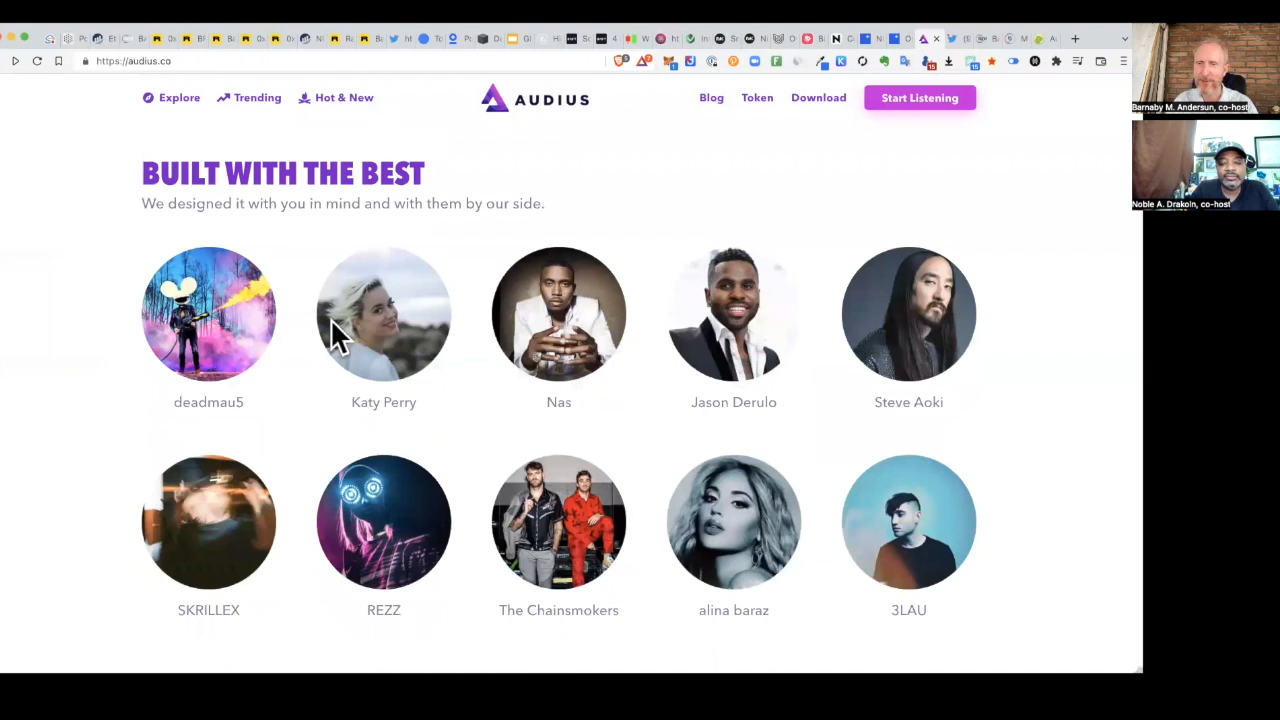 https://audius.co
Explore
Trending
Hot & New
AUDIUS
Blog
Token
Download
Start Listening
Barnaby M. Andersun, co-host
Noble A. Drakoln, co-host
BUILT WITH THE BEST
We designed it with you in mind and with them by our side.
deadmau5
Katy Perry
Nas
Jason Derulo
Steve Aoki
SKRILLEX
REZZ
The Chainsmokers
alina baraz
3LAU